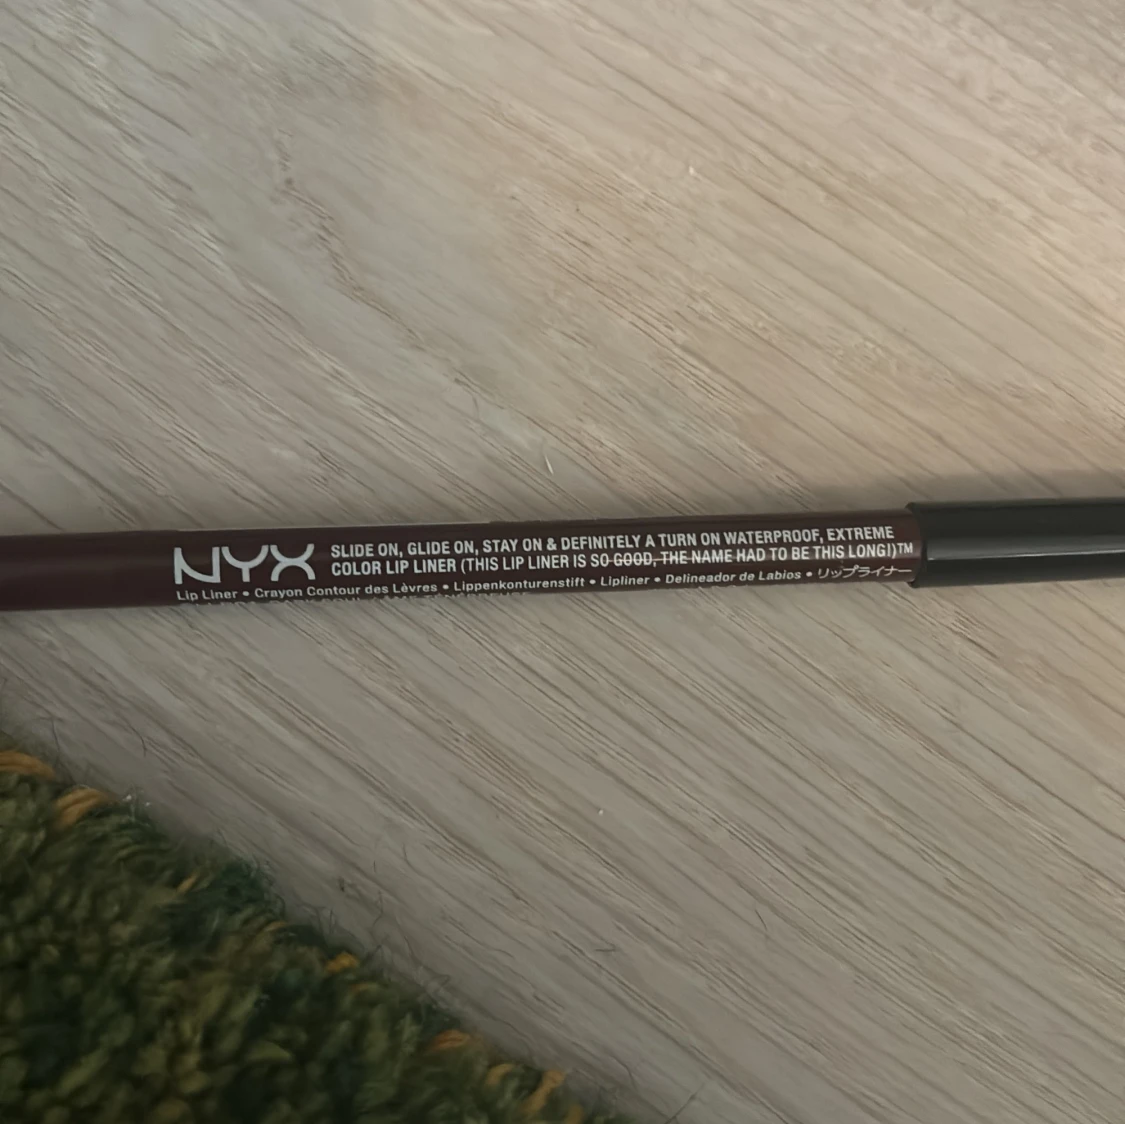 NYX
SLIDE ON, GLIDE ON, STAY ON & DEFINITELY A TURN ON WATERPROOF, EXTREME
COLOR LIP LINER (THIS LIP LINER IS SO GOOD, THE NAME HAD TO BE THIS LONG!)™
Lip Liner • Crayon Contour des Lèvres • Lippenkonturenstift • Lipliner • Delineador de Labios • リップライナー